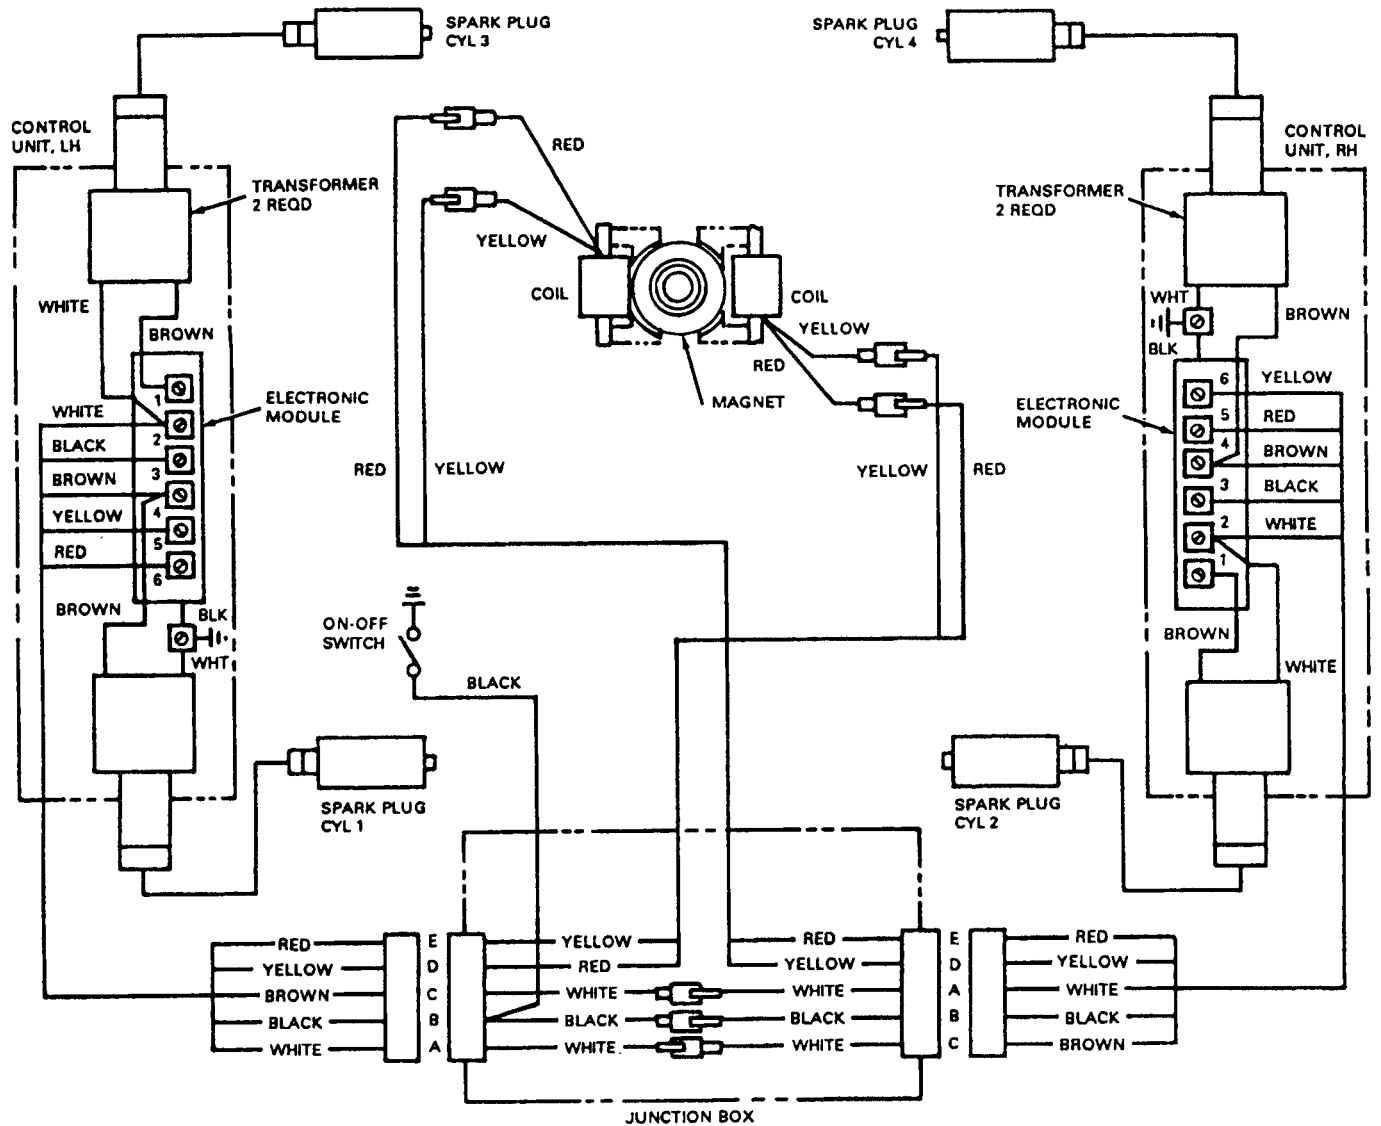 SPARK PLUG
CYL 3
SPARK PLUG
CYL 4
CONTROL
UNIT, LH
CONTROL
UNIT, RH
RED
TRANSFORMER
2 REQD
TRANSFORMER
2 REQD
YELLOW
COIL
COIL
WHITE
BROWN
YELLOW
RED
MAGNET
WHT
BLK
BROWN
ELECTRONIC
MODULE
ELECTRONIC
MODULE
1
2
3
4
5
6
WHITE
BLACK
BROWN
YELLOW
RED
6
5
4
3
2
1
YELLOW
RED
BROWN
BLACK
WHITE
RED
YELLOW
YELLOW
RED
BROWN
BLK
WHT
ON-OFF
SWITCH
BLACK
BROWN
WHITE
SPARK PLUG
CYL 1
SPARK PLUG
CYL 2
RED
YELLOW
BROWN
BLACK
WHITE
E
D
C
B
A
YELLOW
RED
WHITE
BLACK
WHITE.
RED
YELLOW
WHITE
BLACK
WHITE
E
D
A
B
C
RED
YELLOW
WHITE
BLACK
BROWN
JUNCTION BOX